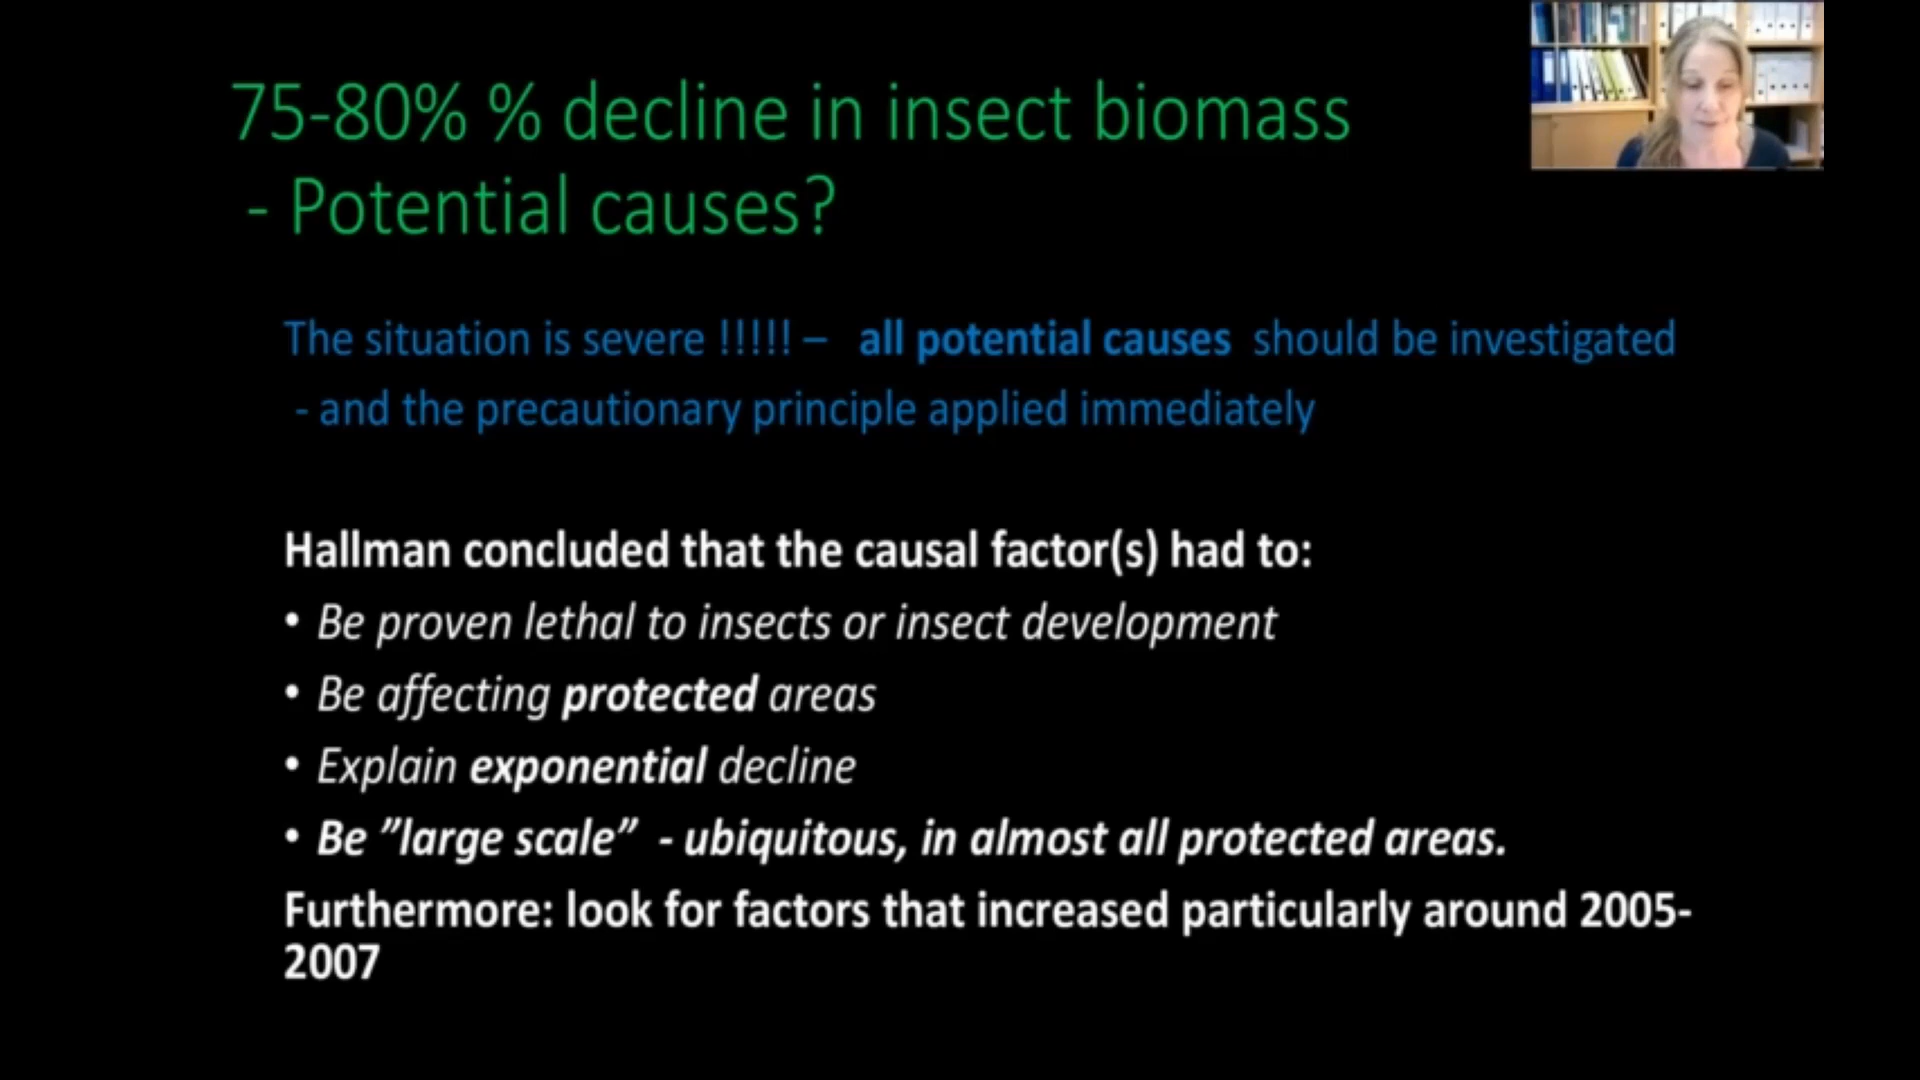 75-80% % decline in insect biomass
- Potential causes?
The situation is severe !!!!! – all potential causes should be investigated
- and the precautionary principle applied immediately
Hallman concluded that the causal factor(s) had to:
• Be proven lethal to insects or insect development
• Be affecting protected areas
• Explain exponential decline
• Be ”large scale” - ubiquitous, in almost all protected areas.
Furthermore: look for factors that increased particularly around 2005-
2007